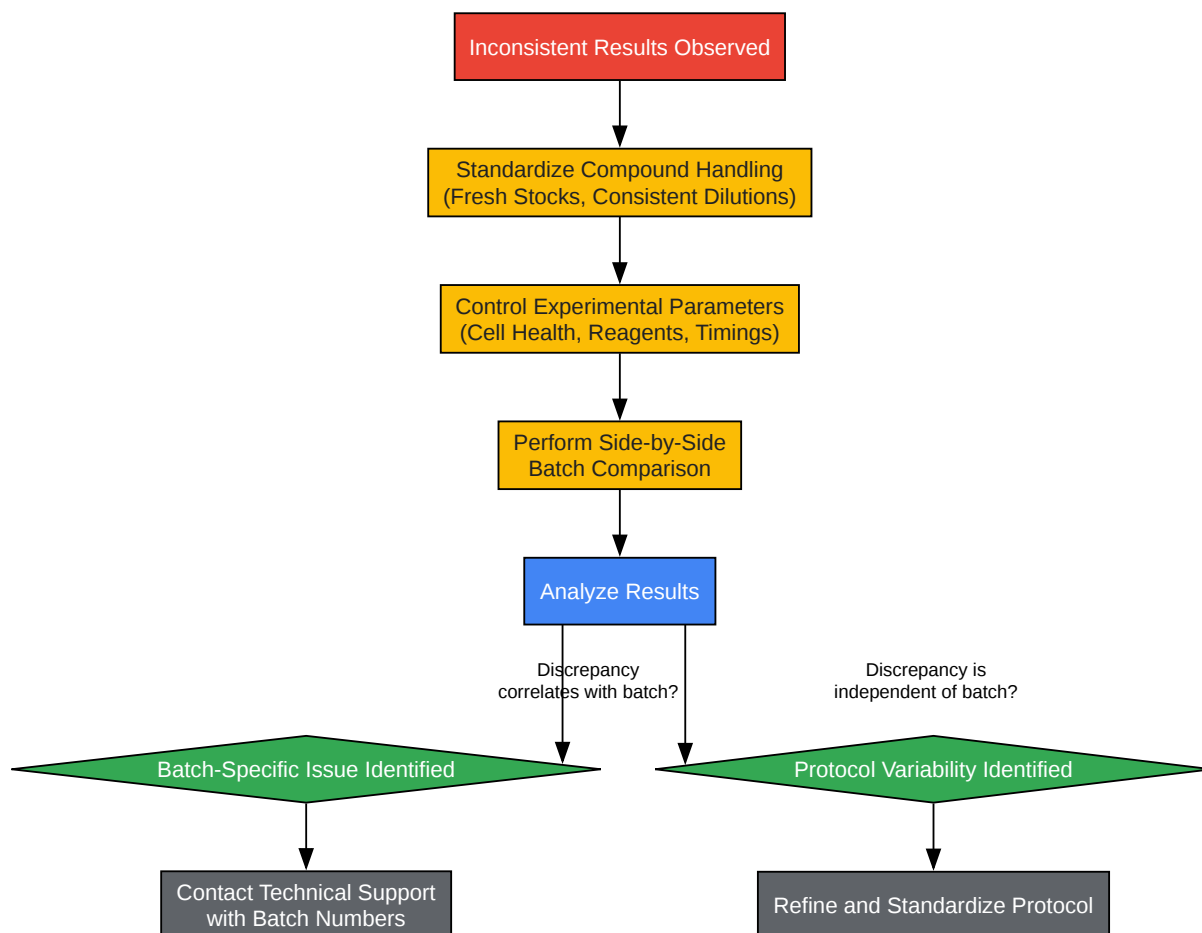 Inconsistent Results Observed
Standardize Compound Handling
(Fresh Stocks, Consistent Dilutions)
Control Experimental Parameters
(Cell Health, Reagents, Timings)
Perform Side-by-Side
Batch Comparison
Analyze Results
Discrepancy
correlates with batch?
Discrepancy is
independent of batch?
Batch-Specific Issue Identified
Protocol Variability Identified
Contact Technical Support
with Batch Numbers
Refine and Standardize Protocol